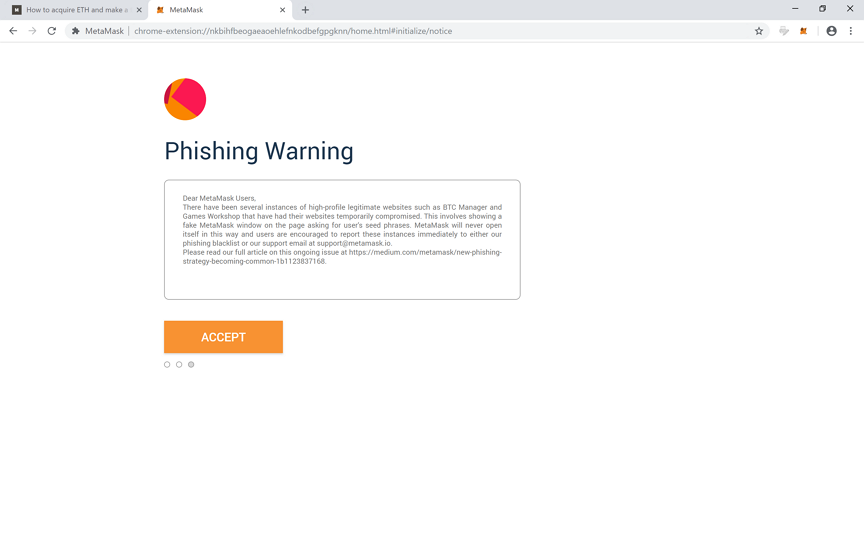 How to acquire ETH and make a
MetaMask
MetaMask
chrome-extension://nkbihfbeogaeaoehlefnkodbefgpgknn/home.html#initialize/notice
Phishing Warning
Dear MetaMask Users,
There have been several instances of high-profile legitimate websites such as BTC Manager and
Games Workshop that have had their websites temporarily compromised. This involves showing a
fake MetaMask window on the page asking for user's seed phrases. MetaMask will never open
itself in this way and users are encouraged to report these instances immediately to either our
phishing blacklist or our support email at support@metamask.io.
Please read our full article on this ongoing issue at https://medium.com/metamask/new-phishing-
strategy-becoming-common-1b1123837168.
ACCEPT